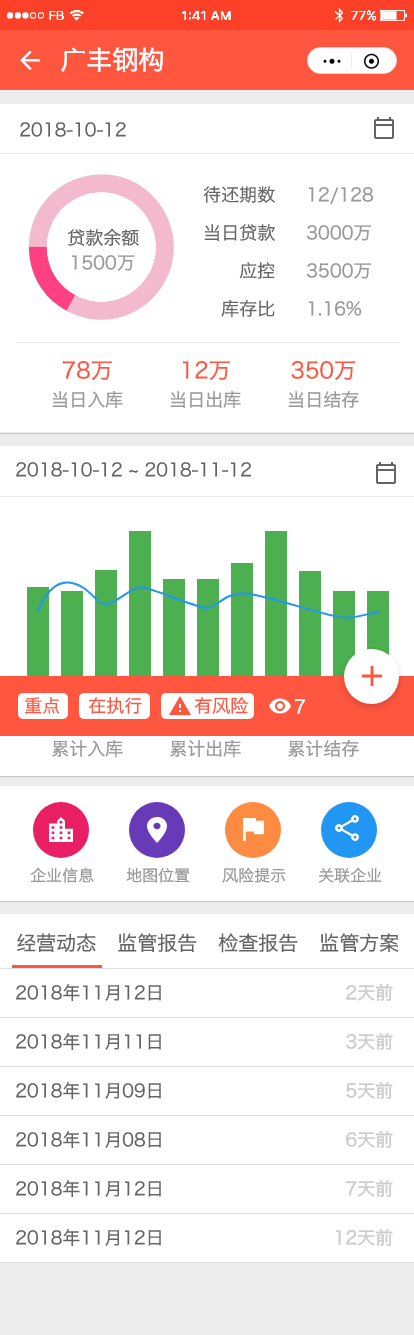 FB 1:41 AM 77%
广丰钢构
2018-10-12
贷款余额
1500万
待还期数 12/128
当日贷款 3000万
应控 3500万
库存比 1.16%
78万 12万 350万
当日入库 当日出库 当日结存
2018-10-12 ~ 2018-11-12
重点 在执行 有风险 7
累计入库 累计出库 累计结存
企业信息 地图位置 风险提示 关联企业
经营动态 监管报告 检查报告 监管方案
2018年11月12日 2天前
2018年11月11日 3天前
2018年11月09日 5天前
2018年11月08日 6天前
2018年11月12日 7天前
2018年11月12日 12天前